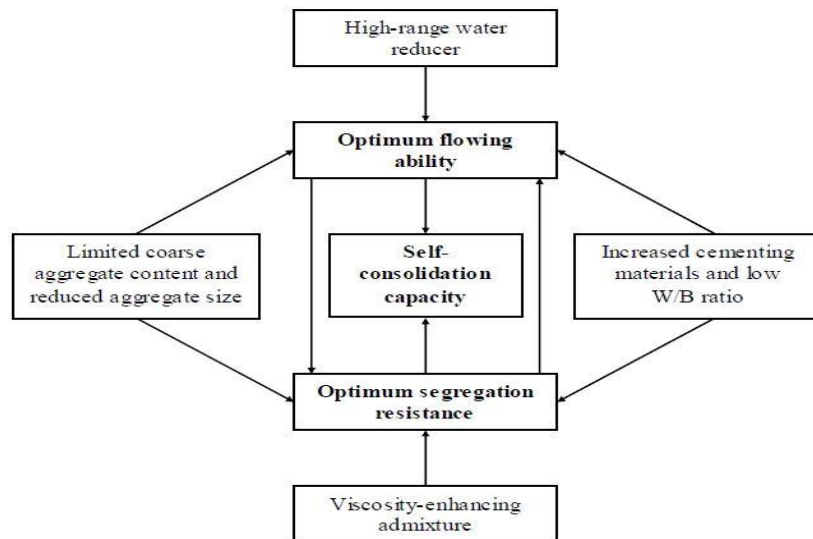 High-range water
reducer
Optimum flowing
ability
Limited coarse
aggregate content and
reduced aggregate size
Self-
consolidation
capacity
Increased cementing
materials and low
W/B ratio
Optimum segregation
resistance
Viscosity-enhancing
admixture